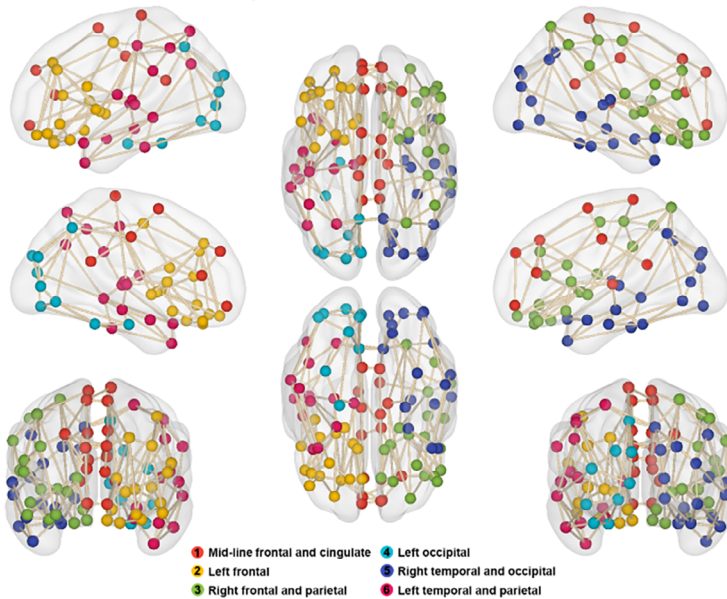 1 Mid-line frontal and cingulate
2 Left frontal
3 Right frontal and parietal
4 Left occipital
5 Right temporal and occipital
6 Left temporal and parietal